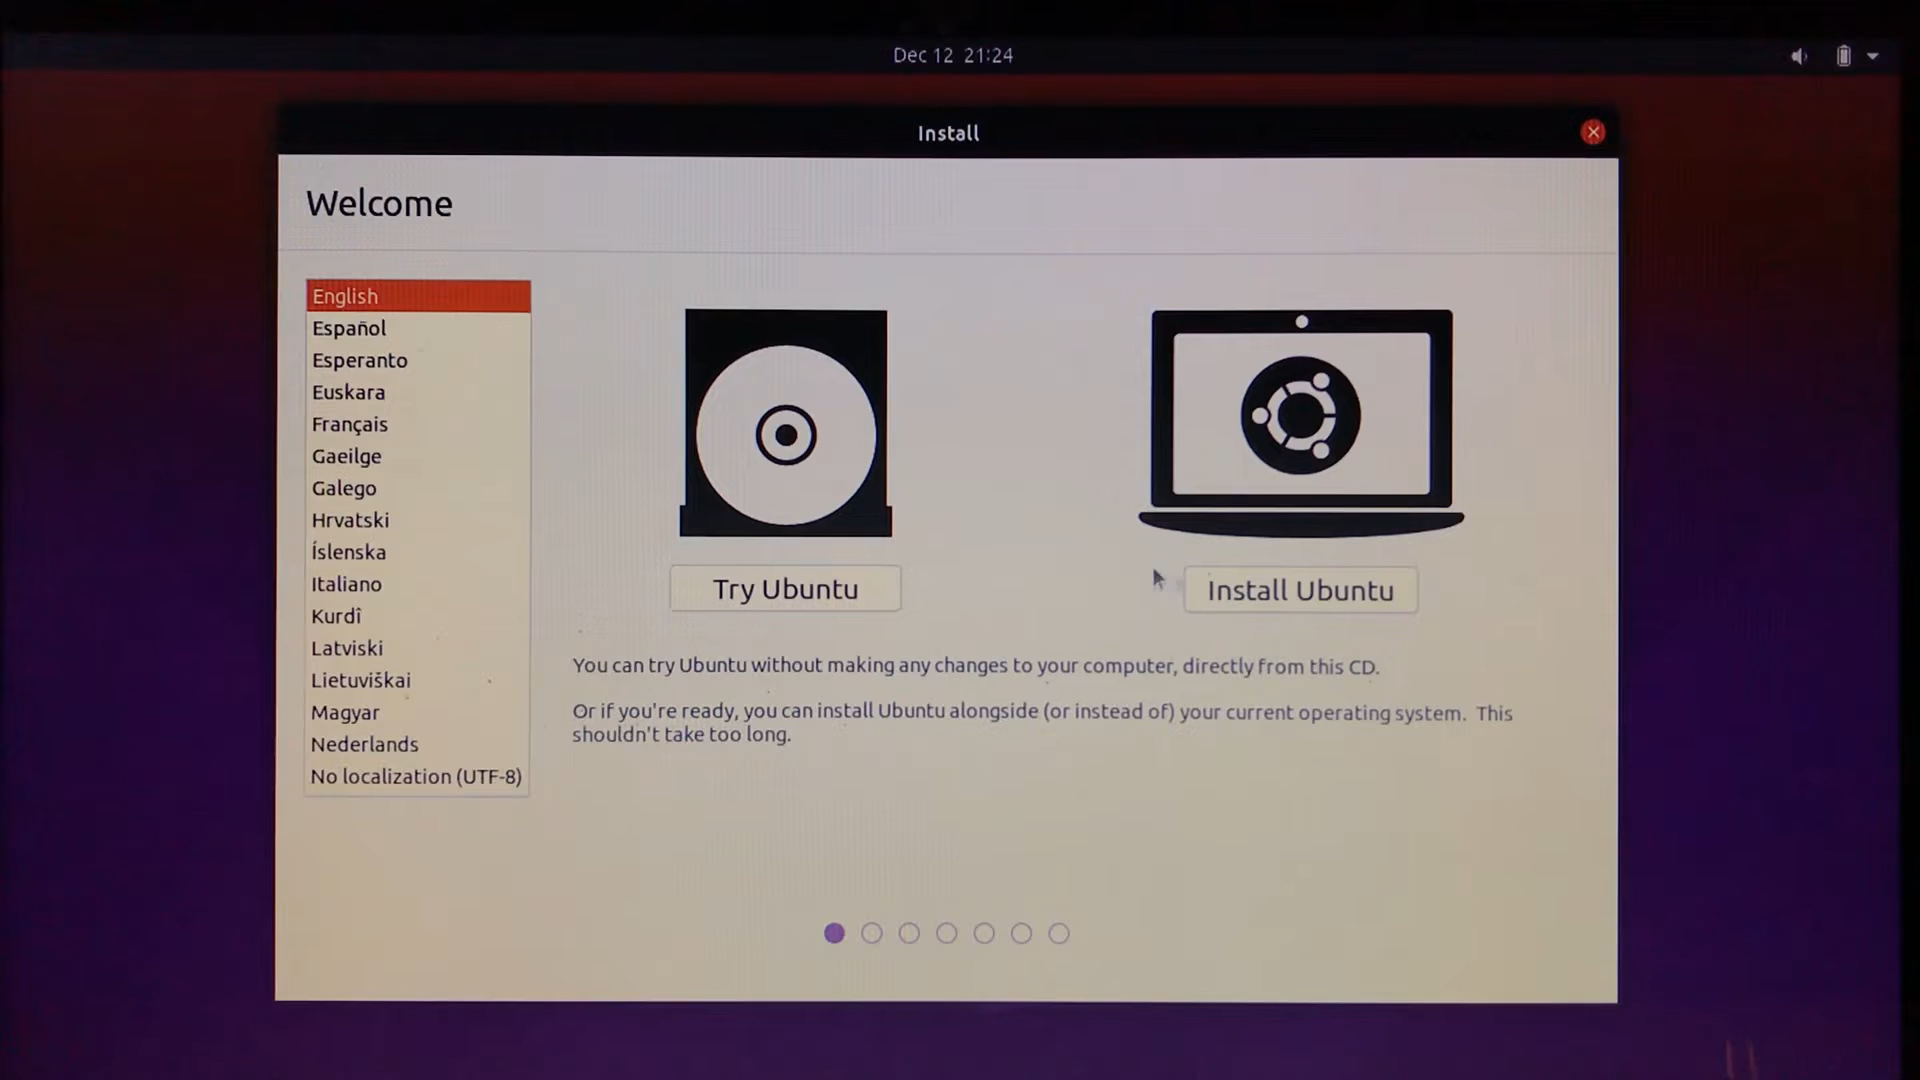 Dec 12 21:24
Install
Welcome
English
Español
Esperanto
Euskara
Français
Gaeilge
Galego
Hrvatski
Íslenska
Italiano
Kurdî
Latviski
Lietuviškai
Magyar
Nederlands
No localization (UTF-8)
Try Ubuntu
Install Ubuntu
You can try Ubuntu without making any changes to your computer, directly from this CD.
Or if you're ready, you can install Ubuntu alongside (or instead of) your current operating system. This
shouldn't take too long.